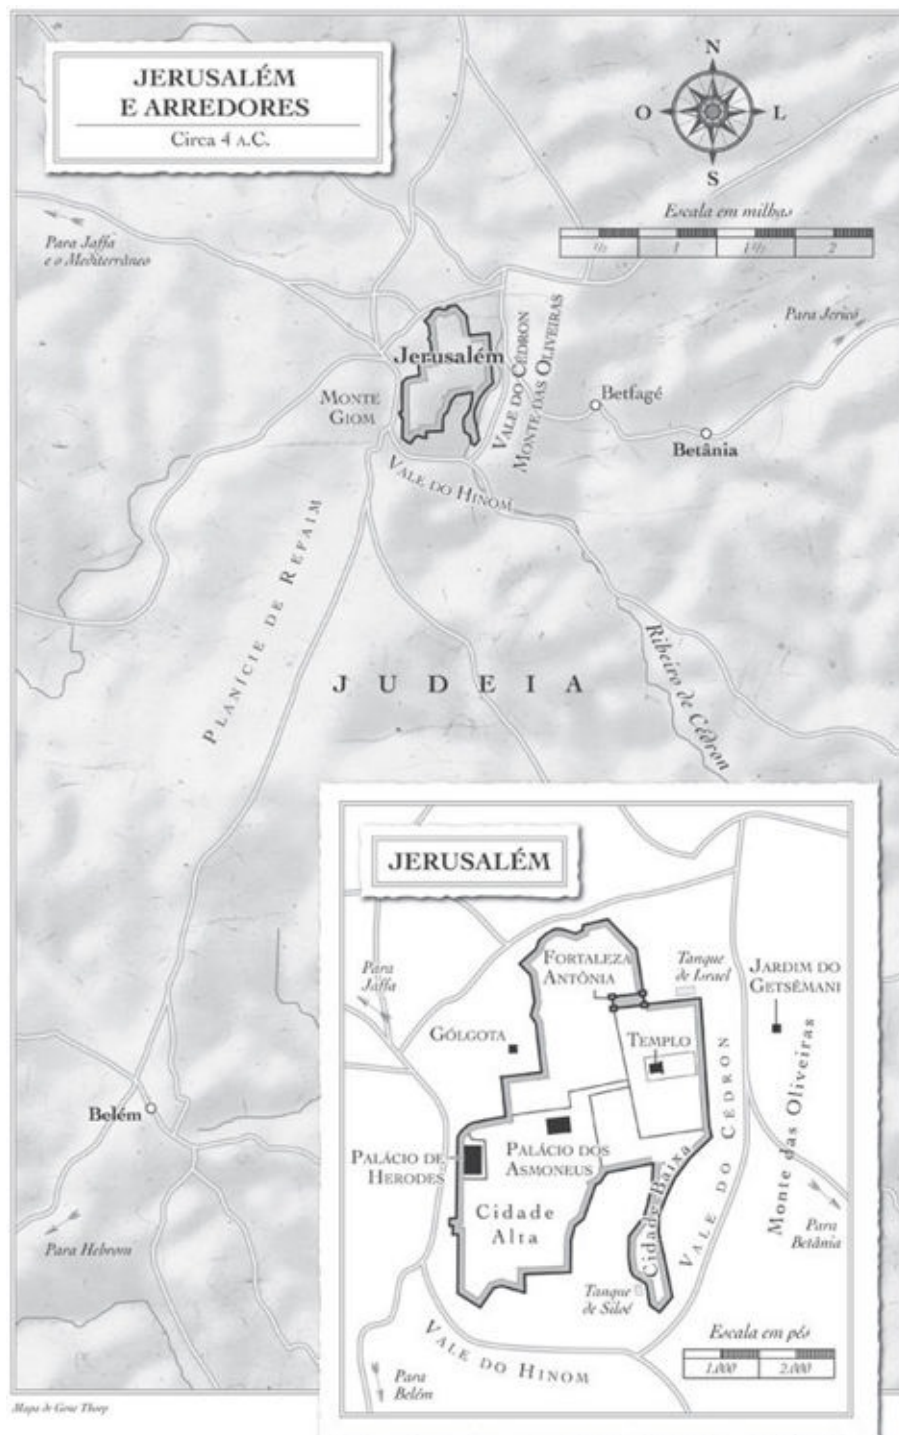 JERUSALÉM
E ARREDORES
Circa 4 A.C.
N
O
L
S
Escala em milhas
1/2
1
1 1/2
2
Para Jaffa
e o Mediterrâneo
Para Jericó
Jerusalém
VALE DO CÉDRON
MONTE DAS OLIVEIRAS
MONTE
GIOM
Betfagé
Betânia
VALE DO HINOM
PLANÍCIE DE REFAIM
Ribeiro de Cédron
JUDEIA
Belém
Para Hebrom
JERUSALÉM
FORTALEZA
ANTÔNIA
Tanque
de Israel
JARDIM DO
GETSÊMANI
Para
Jaffa
GÓLGOTA
TEMPLO
VALE DO CÉDRON
Monte das Oliveiras
PALÁCIO DE
HERODES
PALÁCIO DOS
ASMONEUS
Cidade
Alta
Cidade Baixa
Para
Betânia
Tanque
de Siloé
VALE DO HINOM
Escala em pés
1.000
2.000
Para
Belém
Mapa de Gene Thorp